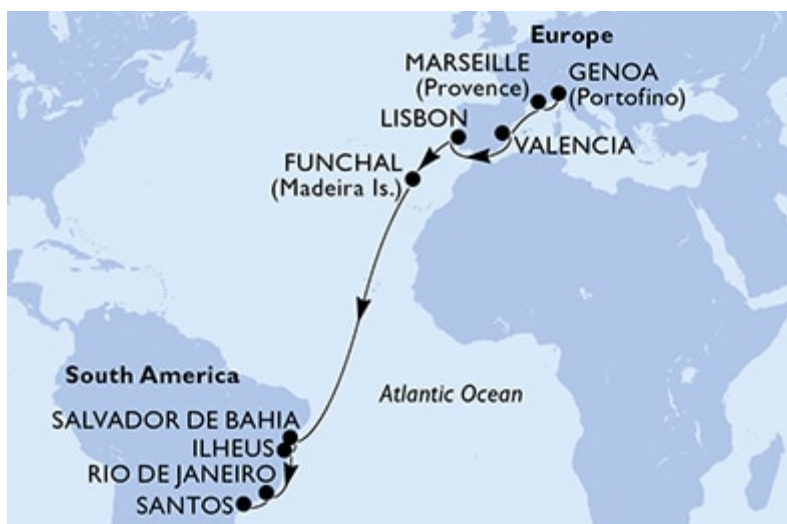 Europe
MARSEILLE
(Provence)
GENOA
(Portofino)
LISBON
VALENCIA
FUNCHAL
(Madeira Is.)
South America
Atlantic Ocean
SALVADOR DE BAHIA
ILHEUS
RIO DE JANEIRO
SANTOS